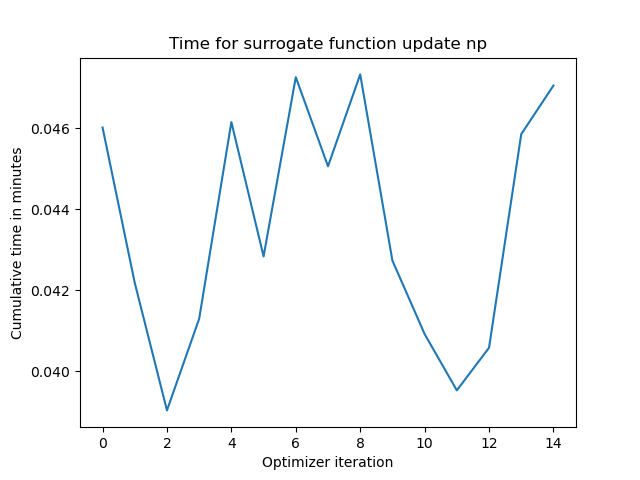 Time for surrogate function update np
Cumulative time in minutes
0.046
0.044
0.042
0.040
0 2 4 6 8 10 12 14
Optimizer iteration